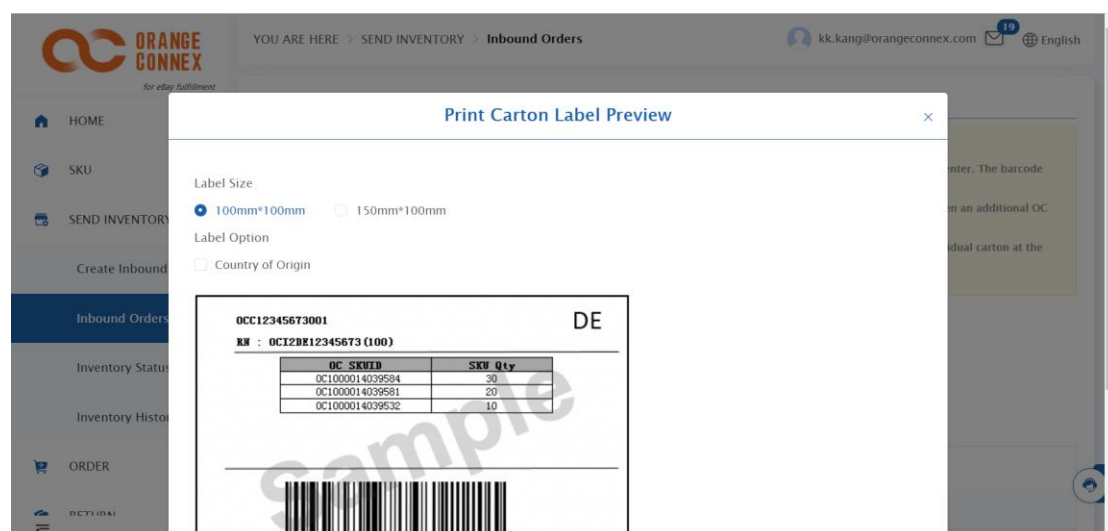 ORANGE
CONNEX
for eBay fulfillment
YOU ARE HERE > SEND INVENTORY > Inbound Orders
kk.kang@orangeconnex.com
19
English
HOME
SKU
SEND INVENTORY
Create Inbound
Inbound Orders
Inventory Status
Inventory Histo
ORDER
RETURN
Print Carton Label Preview
×
Label Size
100mm*100mm
150mm*100mm
Label Option
Country of Origin
OCC12345673001
DE
RN : OCI2DE12345673(100)
OC SKUID SKU Qty
OC1000014039584 30
OC1000014039581 20
OC1000014039532 10
Sample
enter. The barcode
n an additional OC
idual carton at the